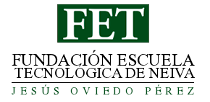 FET
FUNDACIÓN ESCUELA
TECNOLOGICA DE NEIVA
JESÚS OVIEDO PÉREZ